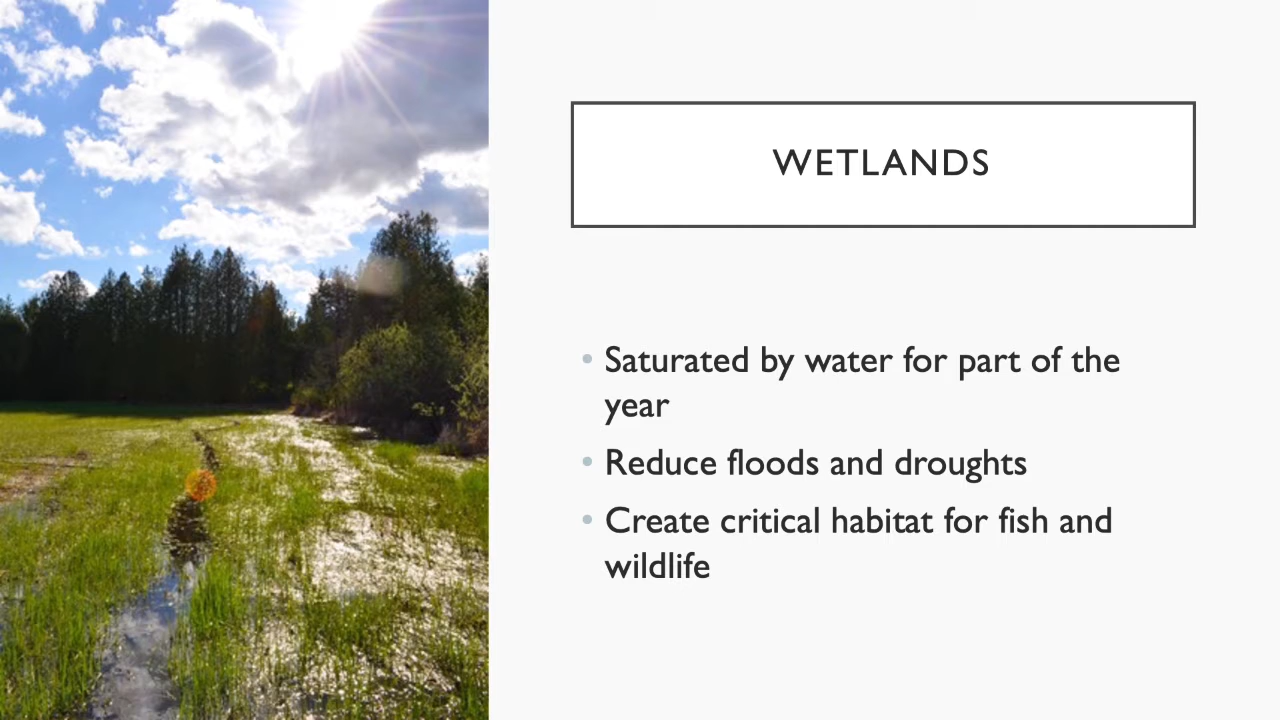 WETLANDS
• Saturated by water for part of the
year
• Reduce floods and droughts
• Create critical habitat for fish and
wildlife